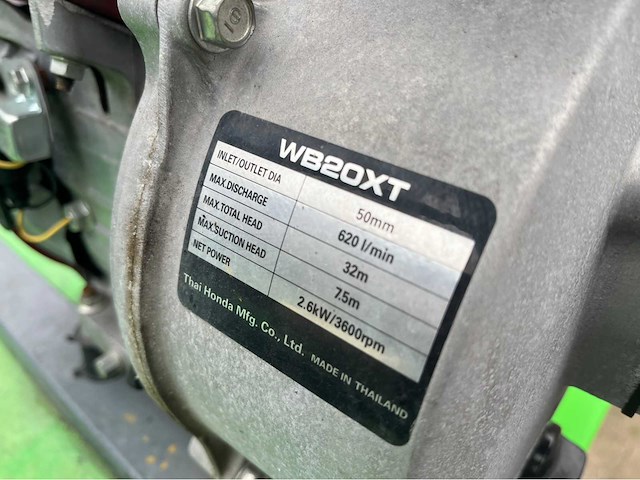 WB20XT
INLET/OUTLET DIA 50mm
MAX.DISCHARGE 620 l/min
MAX.TOTAL HEAD 32m
MAX.SUCTION HEAD 7.5m
NET POWER 2.6kW/3600rpm
Thai Honda Mfg. Co., Ltd. MADE IN THAILAND